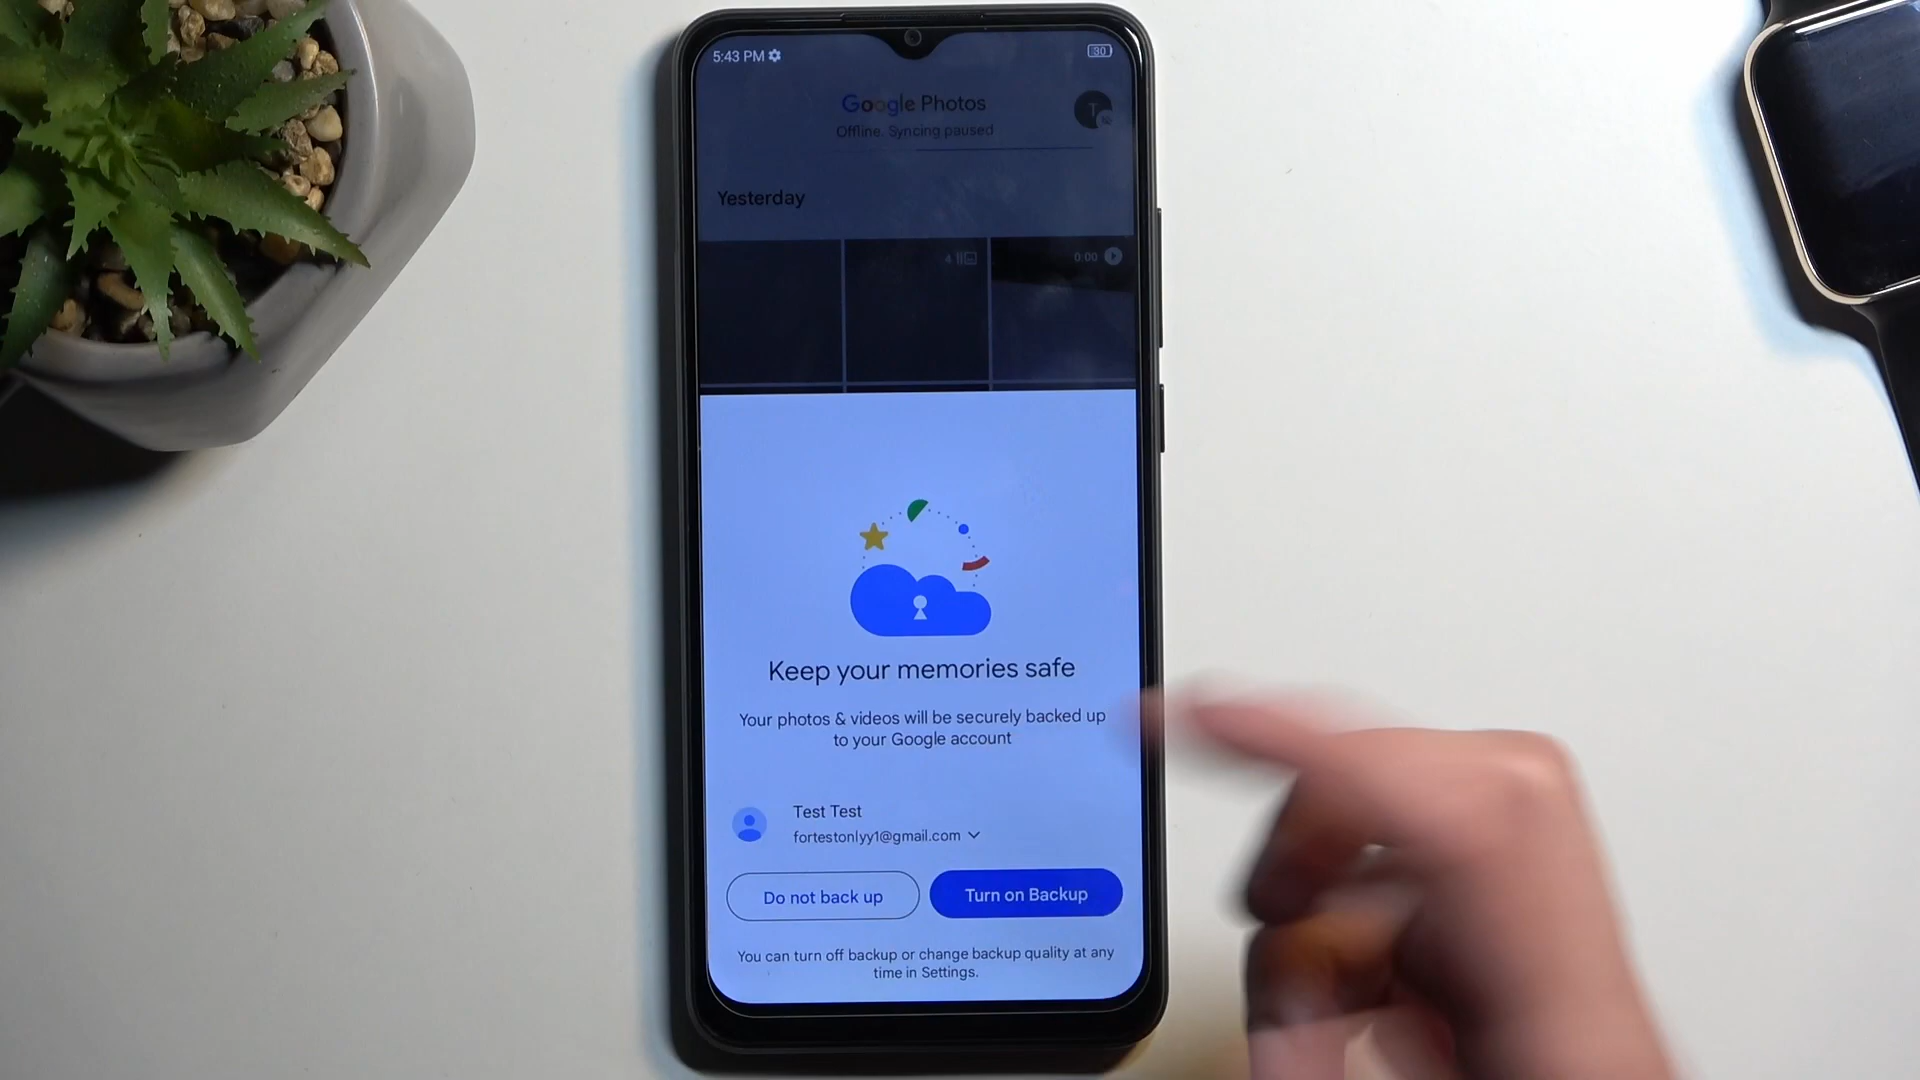 5:43 PM
30
Google Photos
T
Offline. Syncing paused
Yesterday
4
0:00
Keep your memories safe
Your photos & videos will be securely backed up
to your Google account
Test Test
fortestonlyy1@gmail.com
Do not back up
Turn on Backup
You can turn off backup or change backup quality at any
time in Settings.